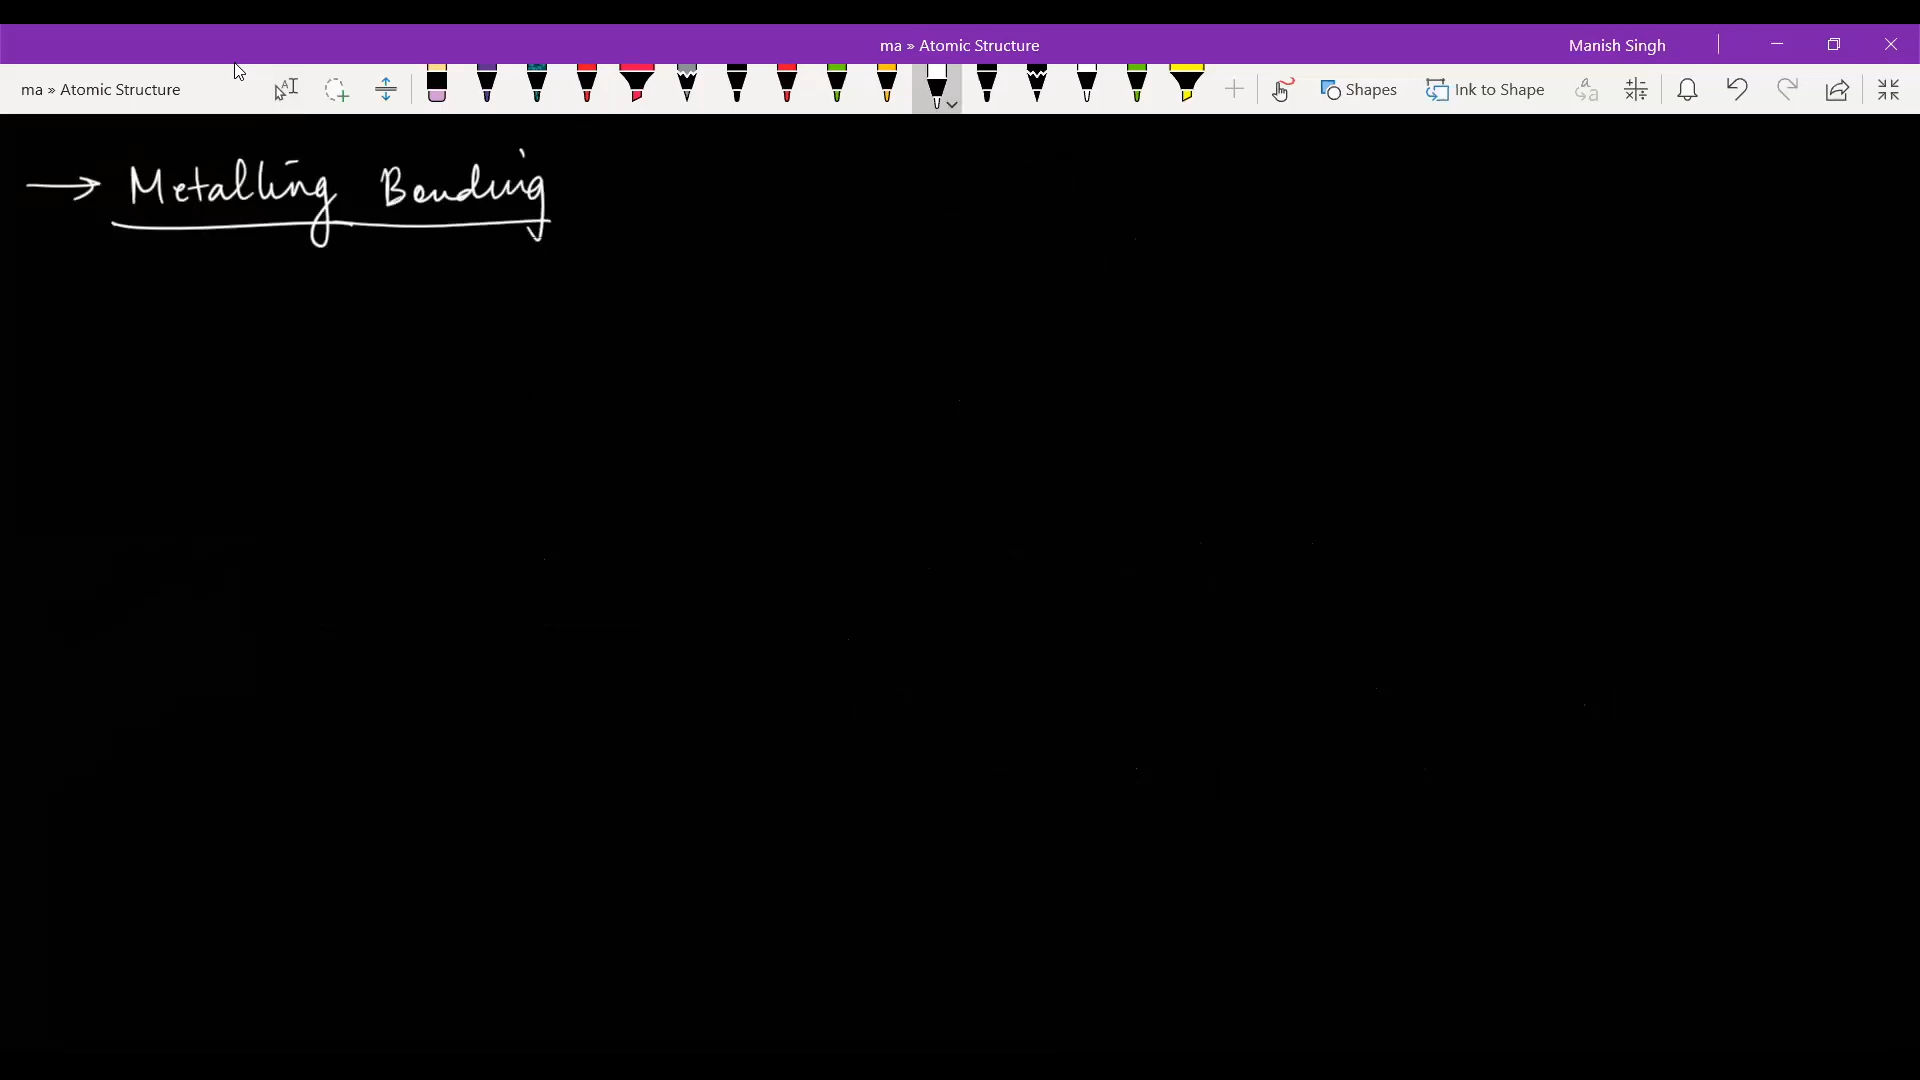 ma » Atomic Structure
Manish Singh
ma » Atomic Structure
Shapes
Ink to Shape
→ Metalling Bonding